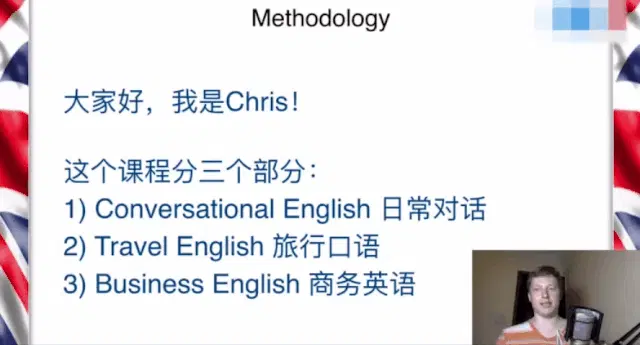 Methodology
大家好，我是Chris！
这个课程分三个部分：
1) Conversational English 日常对话
2) Travel English 旅行口语
3) Business English 商务英语